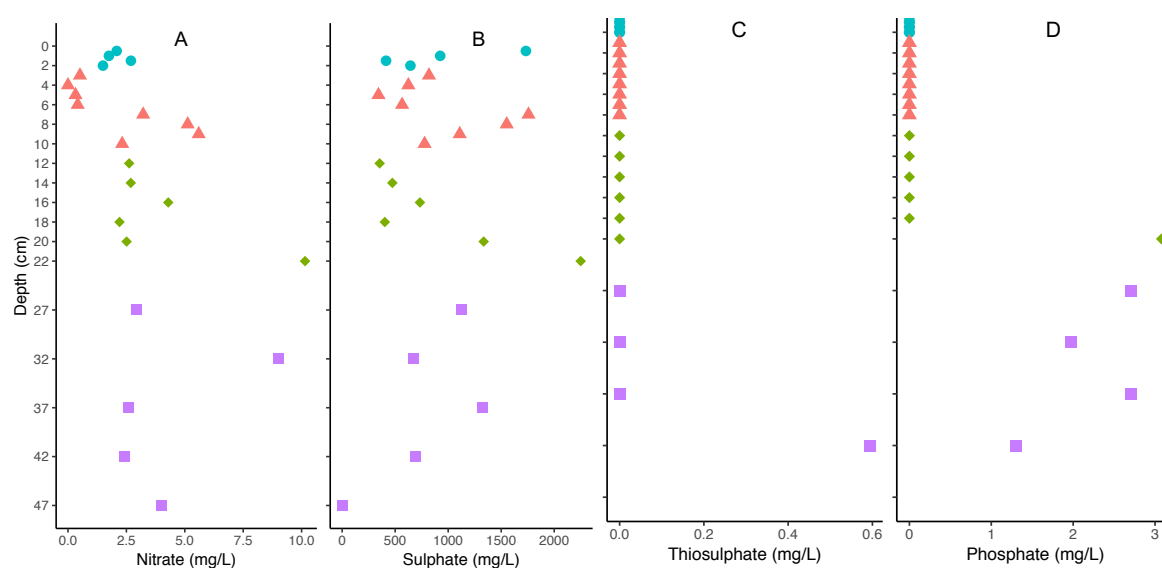 A
B
C
D
Depth (cm)
0
2
4
6
8
10
12
14
16
18
20
22
27
32
37
42
47
0.0 2.5 5.0 7.5 10.0
Nitrate (mg/L)
0 500 1000 1500 2000
Sulphate (mg/L)
0.0 0.2 0.4 0.6
Thiosulphate (mg/L)
0 1 2 3
Phosphate (mg/L)